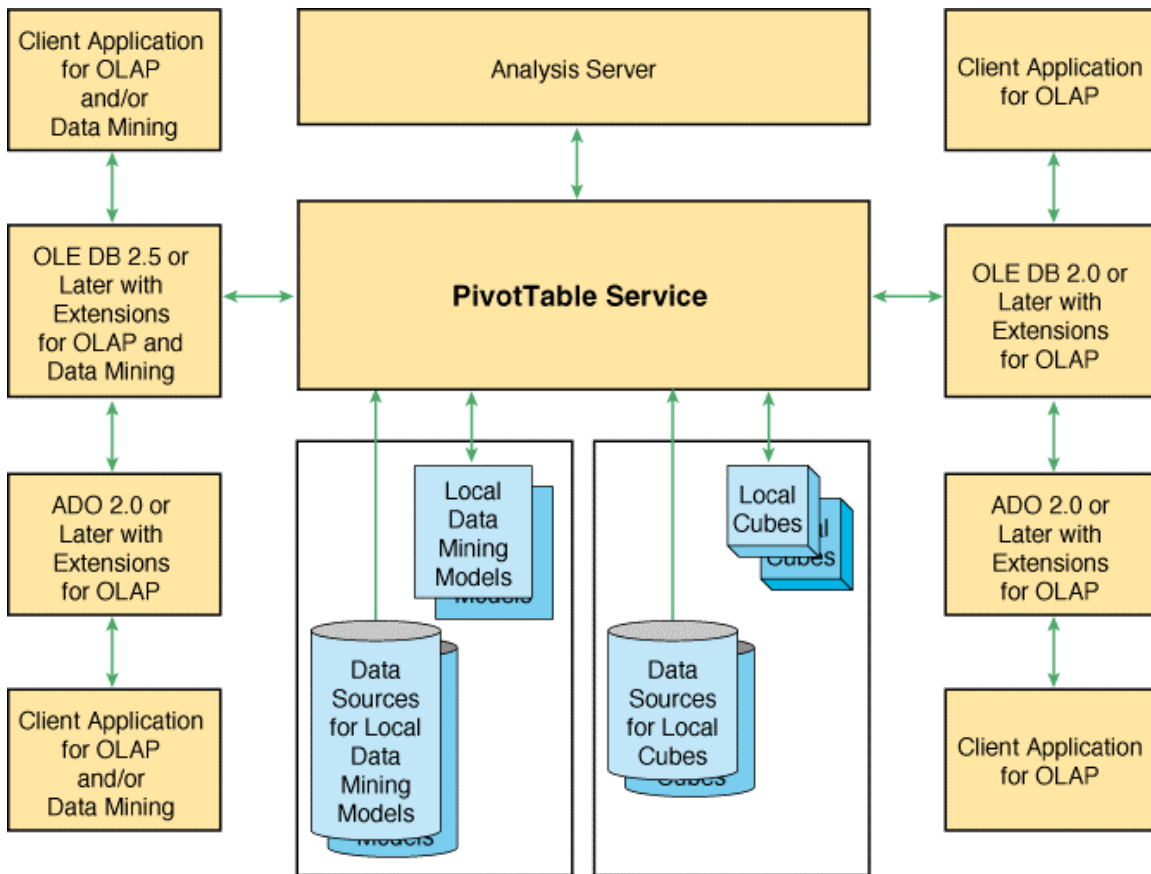 Client Application
for OLAP
and/or
Data Mining
Analysis Server
Client Application
for OLAP
OLE DB 2.5 or
Later with
Extensions
for OLAP and
Data Mining
PivotTable Service
OLE DB 2.0 or
Later with
Extensions
for OLAP
ADO 2.0 or
Later with
Extensions
for OLAP
Local
Data
Mining
Models
Models
Local
Cubes
Cubes
ADO 2.0 or
Later with
Extensions
for OLAP
Data
Sources
for Local
Data
Mining
Models
Models
Data
Sources
for Local
Cubes
Cubes
Client Application
for OLAP
and/or
Data Mining
Client Application
for OLAP